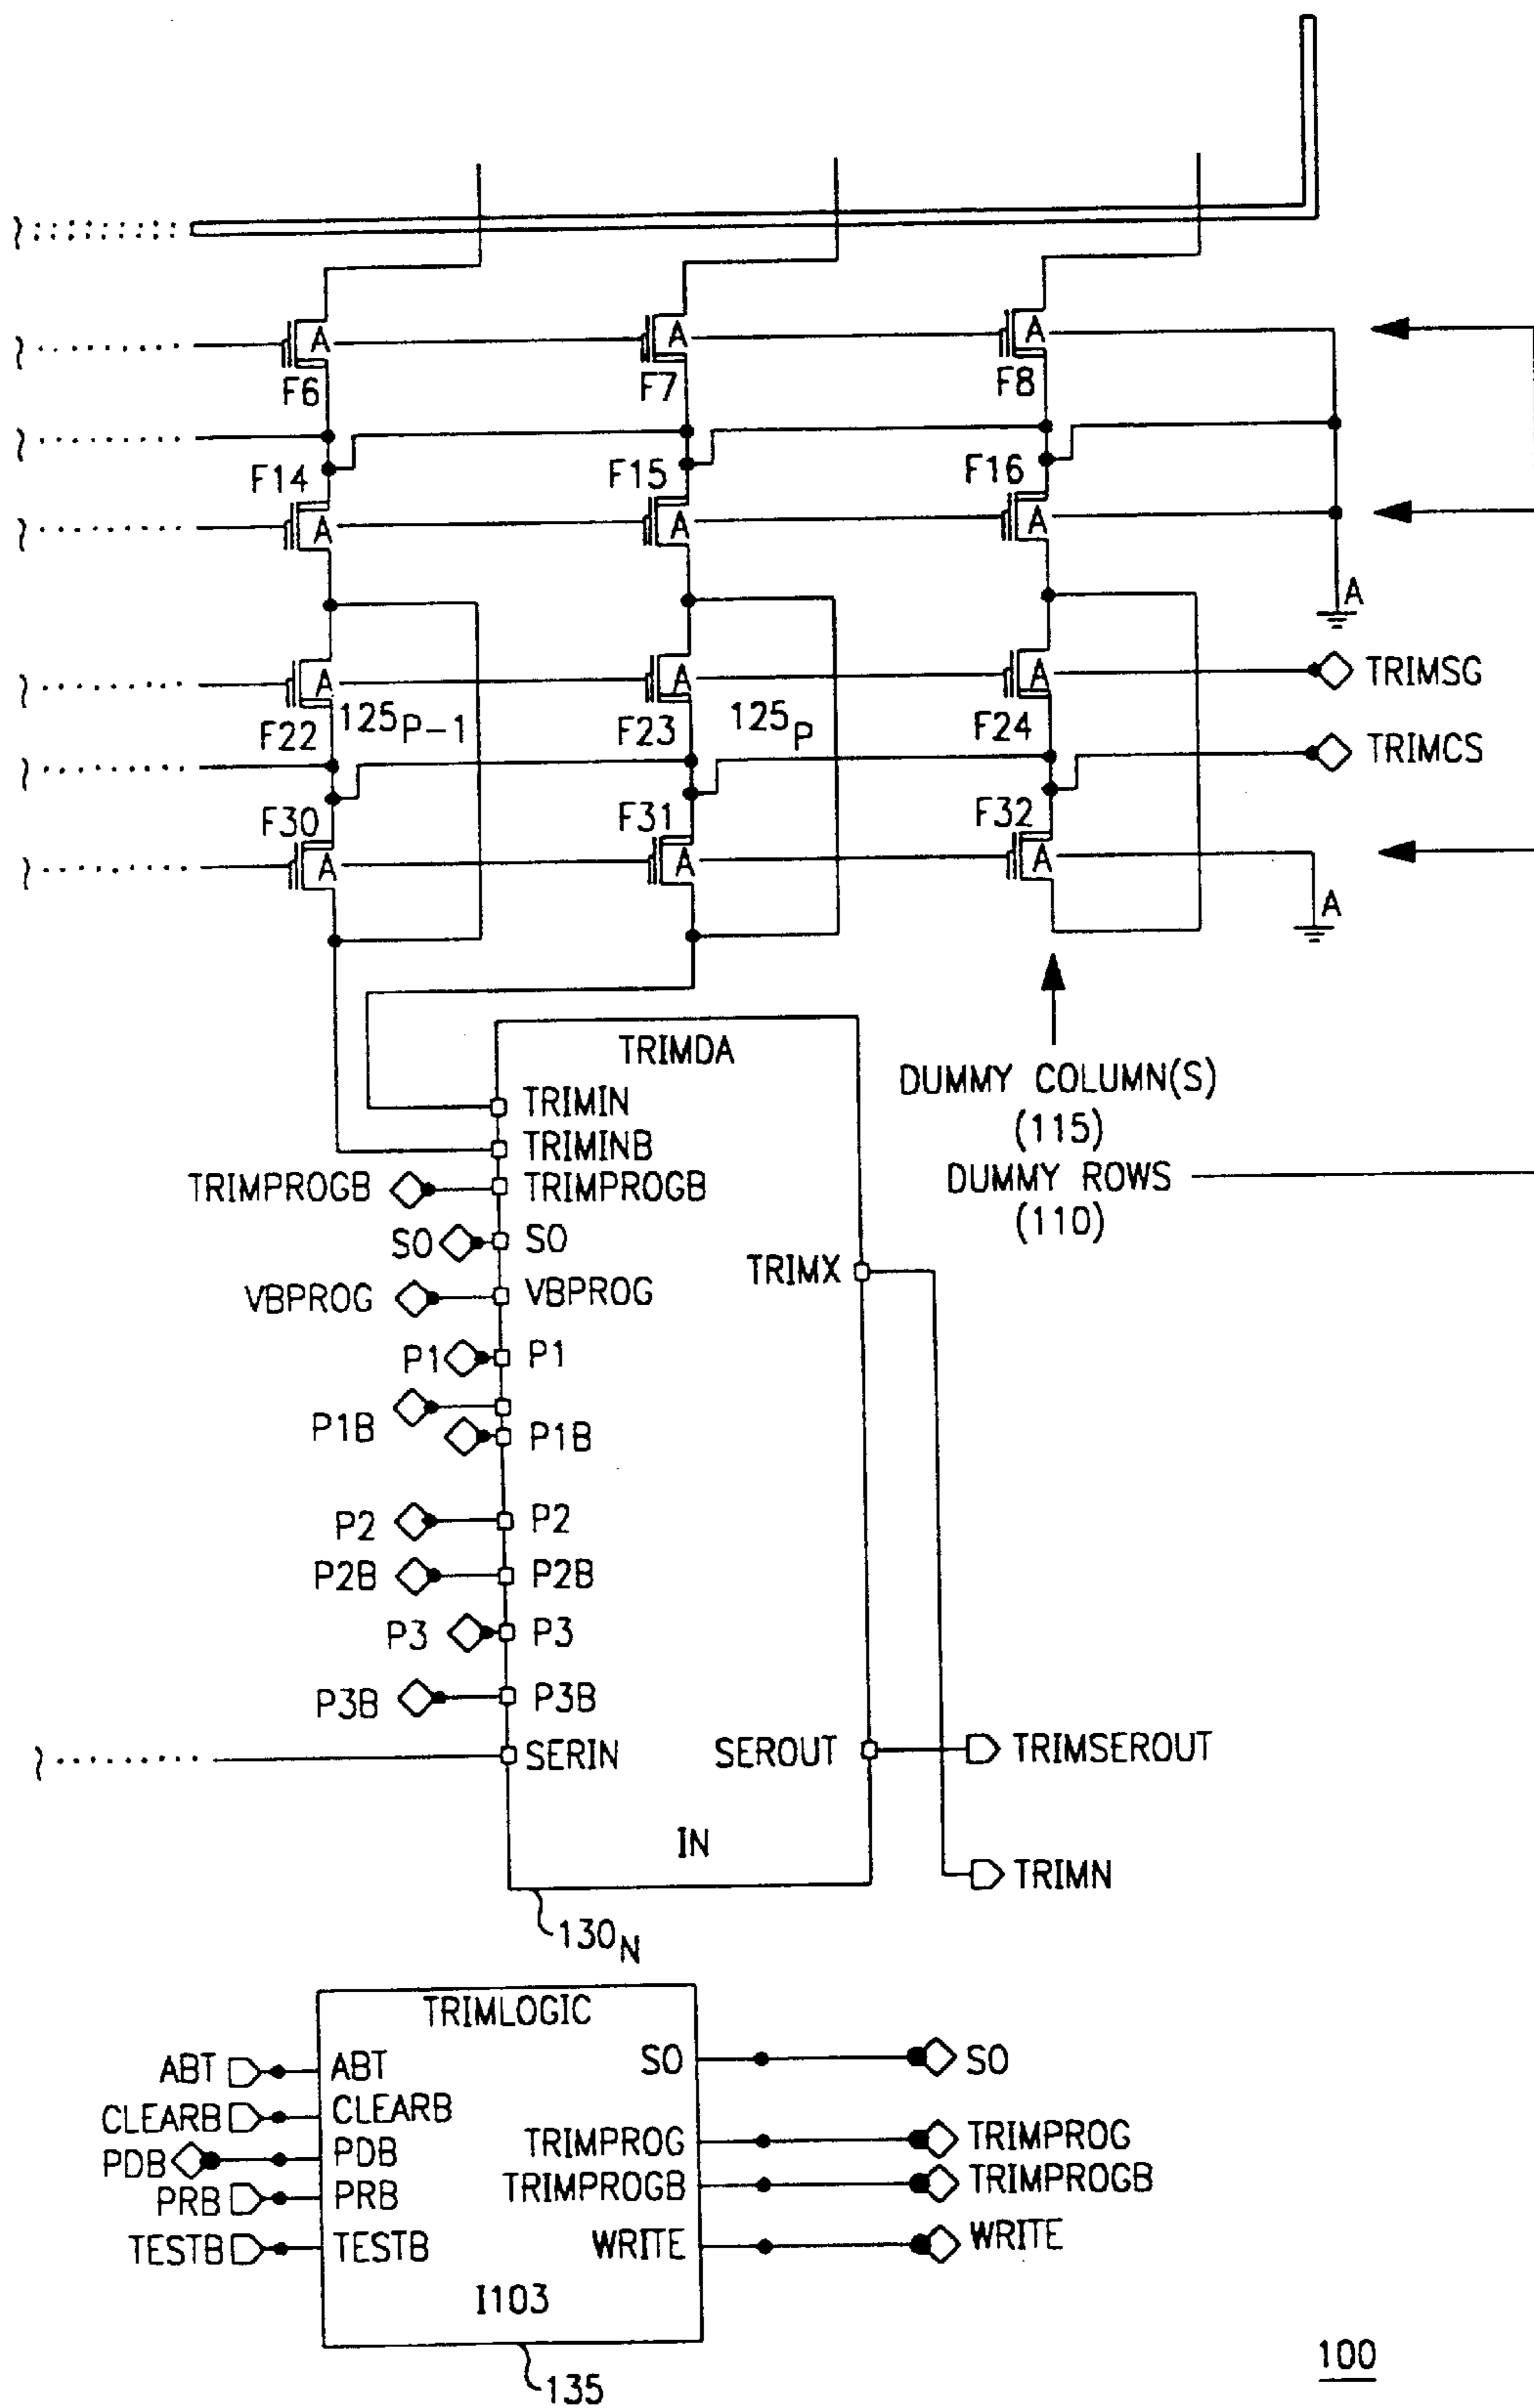 A A A
F6 F7 F8
F14 F15 F16
A A A
A
A A A TRIMSG
F22 125P-1 F23 125P F24
TRIMCS
F30 F31 F32
A A A
A
TRIMDA
DUMMY COLUMN(S)
(115)
DUMMY ROWS
(110)
TRIMIN
TRIMINB
TRIMPROGB TRIMPROGB
SO SO
TRIMX
VBPROG VBPROG
P1 P1
P1B P1B
P2 P2
P2B P2B
P3 P3
P3B P3B
SERIN SEROUT TRIMSEROUT
IN
TRIMN
130N
TRIMLOGIC
ABT ABT SO SO
CLEARB CLEARB
PDB PDB TRIMPROG TRIMPROG
PRB PRB TRIMPROGB TRIMPROGB
TESTB TESTB WRITE WRITE
I103
135
100